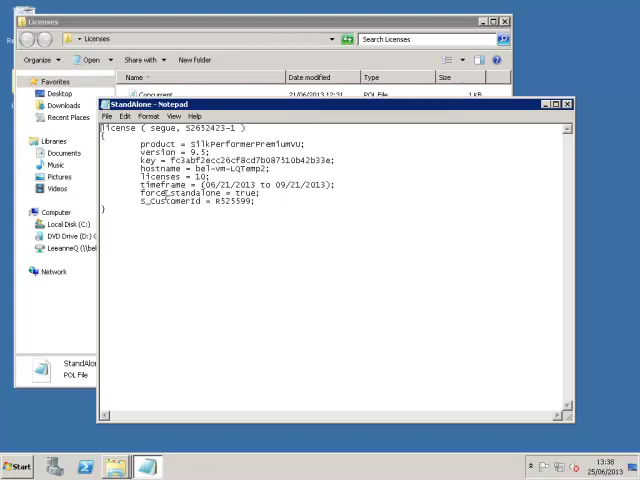 Licenses
Licenses
Search Licenses
Organize
Open
Share with
New folder
Name
Date modified
Type
Size
Favorites
Desktop
Downloads
Recent Places
Libraries
Documents
Music
Pictures
Videos
Computer
Local Disk (C:)
DVD Drive (D:)
LeeanneQ (\\bel
Network
Concurrent
21/06/2013 12:31
POL File
1 KB
StandAlo
POL File
StandAlone - Notepad
File Edit Format View Help
license ( segue, S2652423-1 )
{
product = SilkPerformerPremiumVU;
version = 9.5;
key = fc3abf2ecc26cf8cd7b087510b42b33e;
hostname = bel-vm-LQTemp2;
licenses = 10;
timeframe = (06/21/2013 to 09/21/2013);
force_standalone = true;
S_CustomerId = R525599;
}
Start
13:38
25/06/2013